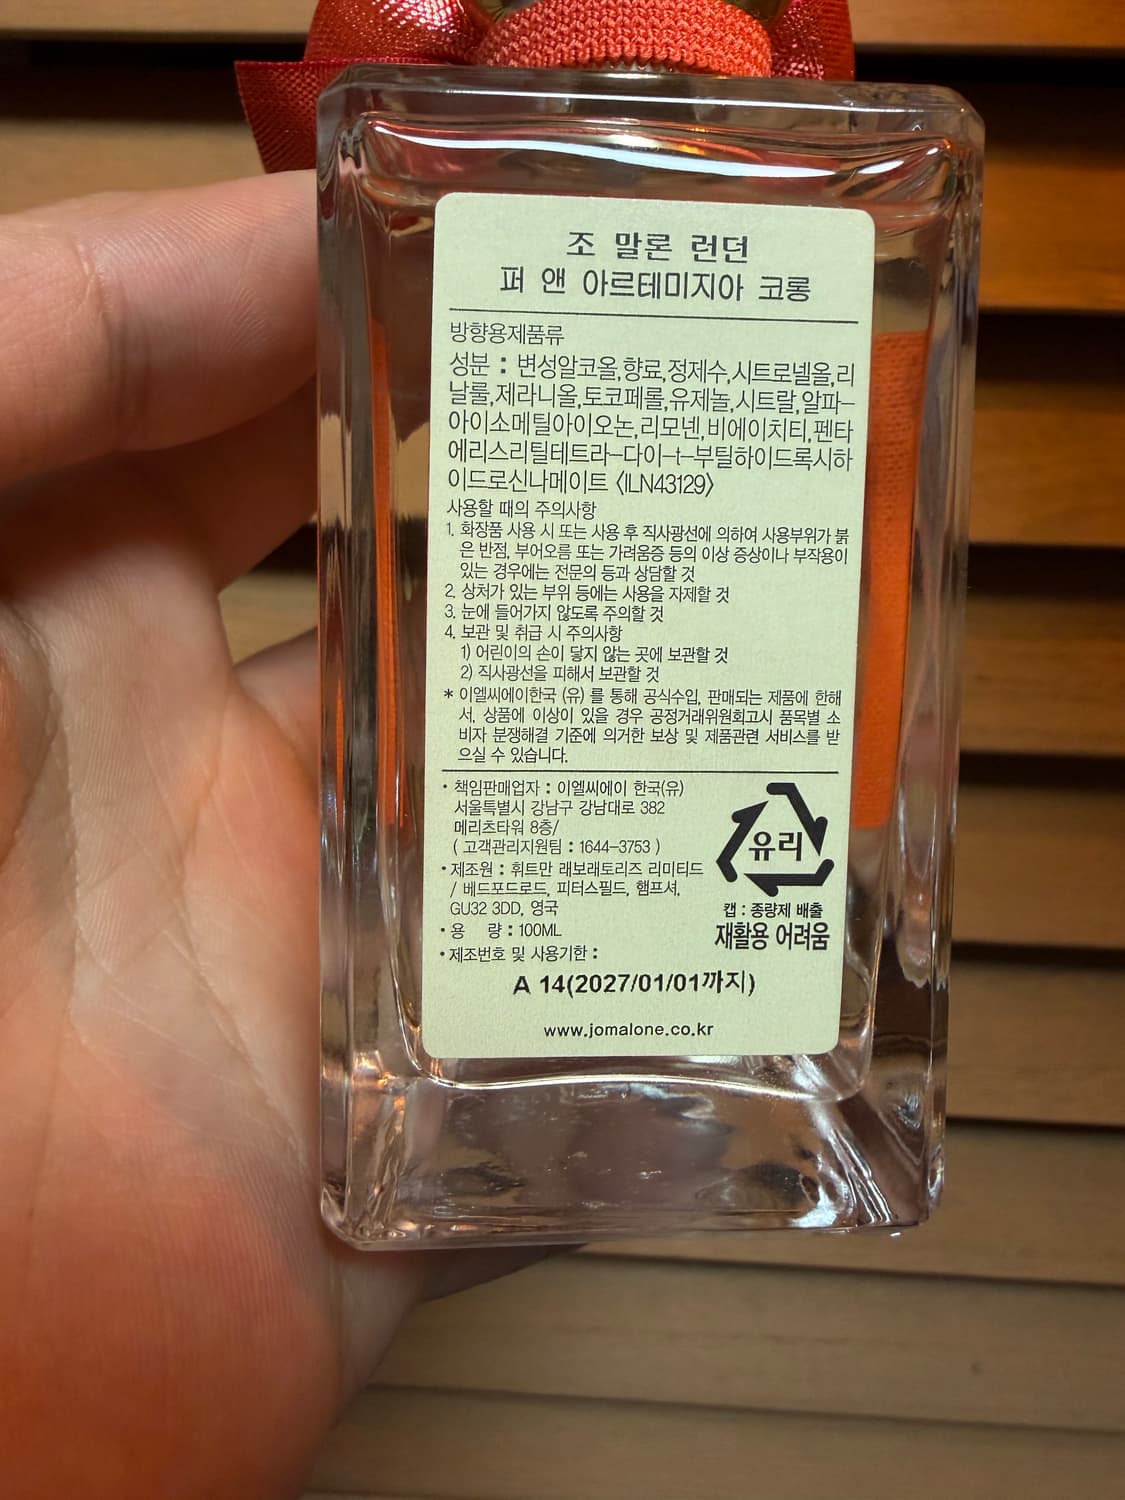 조 말론 런던
퍼 앤 아르테미지아 코롱
방향용제품류
성분 : 변성알코올,향료,정제수,시트로넬올,리
날룰,제라니올,토코페롤,유제놀,시트랄,알파-
아이소메틸아이오논,리모넨,비에이치티,펜타
에리스리틸테트라-다이-t-부틸하이드록시하
이드로신나메이트 <ILN43129>
사용할 때의 주의사항
1. 화장품 사용 시 또는 사용 후 직사광선에 의하여 사용부위가 붉
은 반점, 부어오름 또는 가려움증 등의 이상 증상이나 부작용이
있는 경우에는 전문의 등과 상담할 것
2. 상처가 있는 부위 등에는 사용을 자제할 것
3. 눈에 들어가지 않도록 주의할 것
4. 보관 및 취급 시 주의사항
1) 어린이의 손이 닿지 않는 곳에 보관할 것
2) 직사광선을 피해서 보관할 것
* 이엘씨에이한국 (유) 를 통해 공식수입, 판매되는 제품에 한해
서, 상품에 이상이 있을 경우 공정거래위원회고시 품목별 소
비자 분쟁해결 기준에 의거한 보상 및 제품관련 서비스를 받
으실 수 있습니다.
• 책임판매업자 : 이엘씨에이 한국(유)
서울특별시 강남구 강남대로 382
메리츠타워 8층/
( 고객관리지원팀 : 1644-3753 )
• 제조원 : 휘트만 래보래토리즈 리미티드
/ 베드포드로드, 피터스필드, 햄프셔,
GU32 3DD, 영국
• 용 량 : 100ML
• 제조번호 및 사용기한 :
A 14(2027/01/01까지)
www.jomalone.co.kr
유리
캡 : 종량제 배출
재활용 어려움